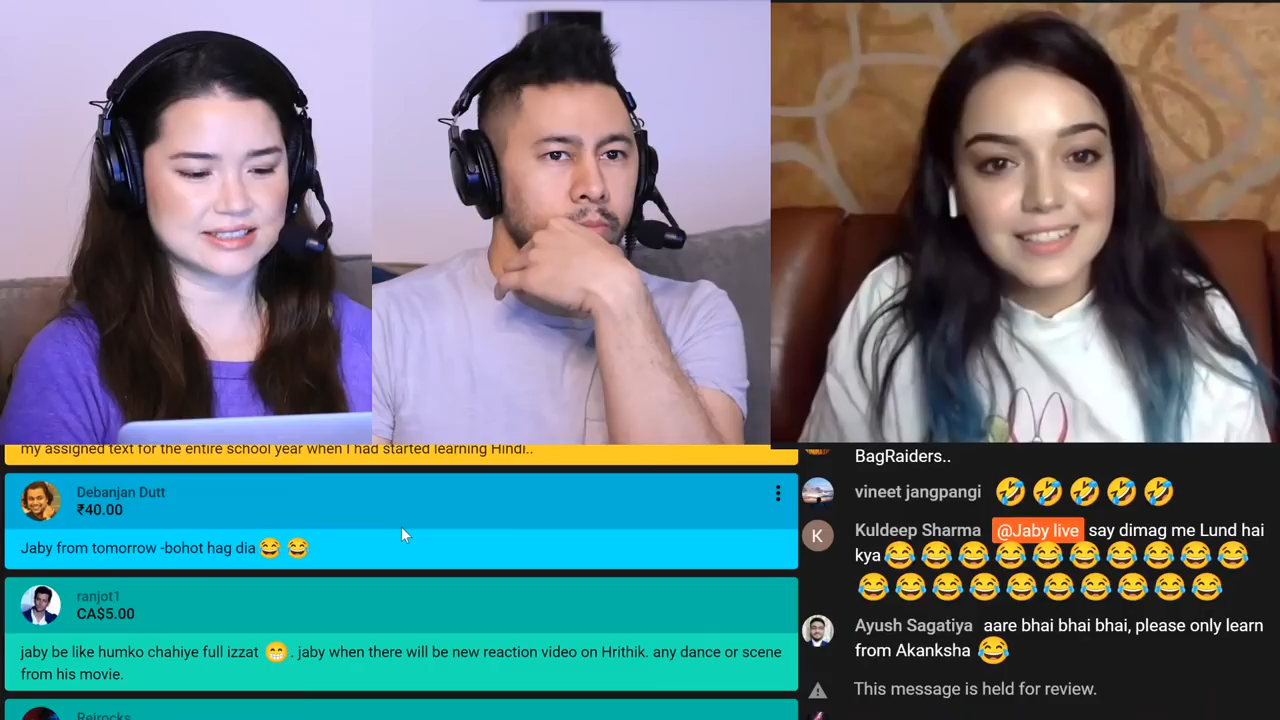 my assigned text for the entire school year when I had started learning Hindi..
Debanjan Dutt
₹40.00
Jaby from tomorrow -bohot hag dia😂 😂
ranjot1
CA$5.00
jaby be like humko chahiye full izzat 😁. jaby when there will be new reaction video on Hrithik. any dance or scene
from his movie.
Rejrocks
BagRaiders..
vineet jangpangi 🤣🤣🤣🤣🤣
K
Kuldeep Sharma @Jaby live say dimag me Lund hai
kya😂😂😂😂😂😂😂😂😂😂
😂😂😂😂😂😂😂😂😂😂
Ayush Sagatiya aare bhai bhai bhai, please only learn
from Akanksha 😂
This message is held for review.